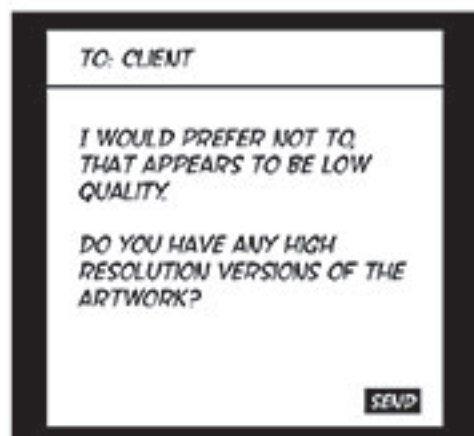 TO: CLIENT
I WOULD PREFER NOT TO,
THAT APPEARS TO BE LOW
QUALITY.
DO YOU HAVE ANY HIGH
RESOLUTION VERSIONS OF THE
ARTWORK?
SEND